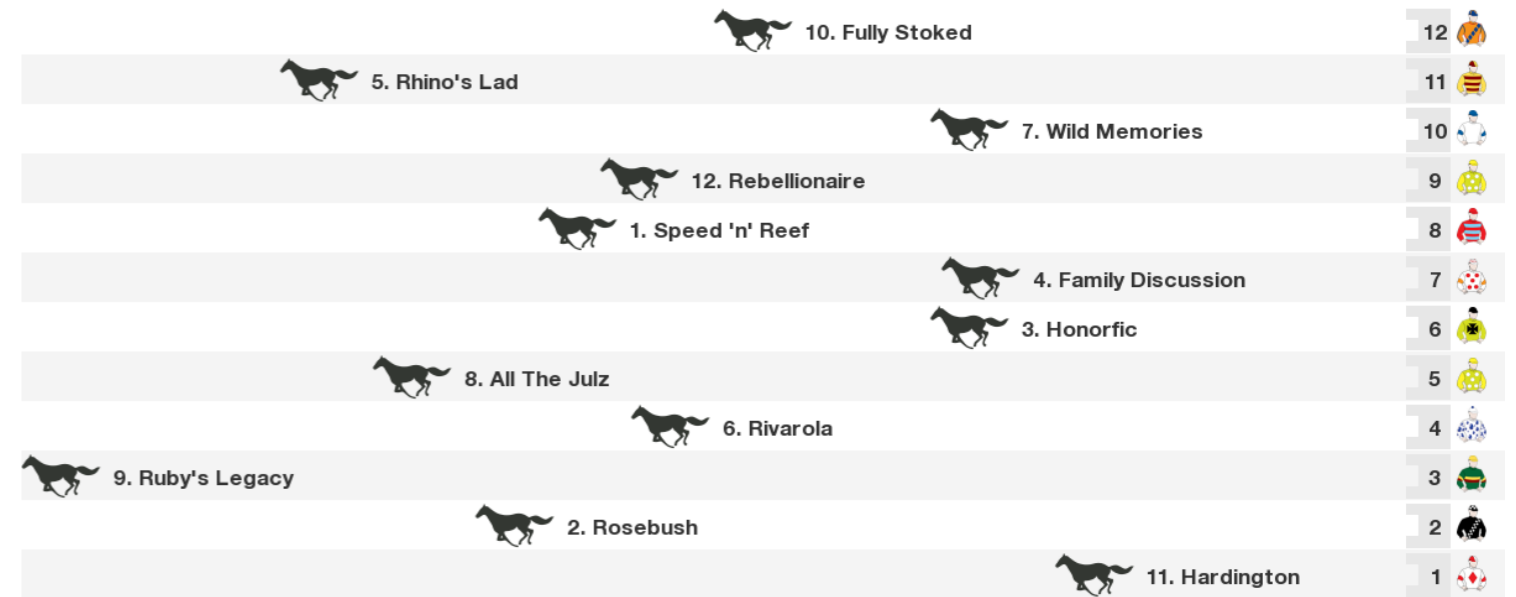 10. Fully Stoked 12
5. Rhino's Lad 11
7. Wild Memories 10
12. Rebellionaire 9
1. Speed 'n' Reef 8
4. Family Discussion 7
3. Honorfic 6
8. All The Julz 5
6. Rivarola 4
9. Ruby's Legacy 3
2. Rosebush 2
11. Hardington 1